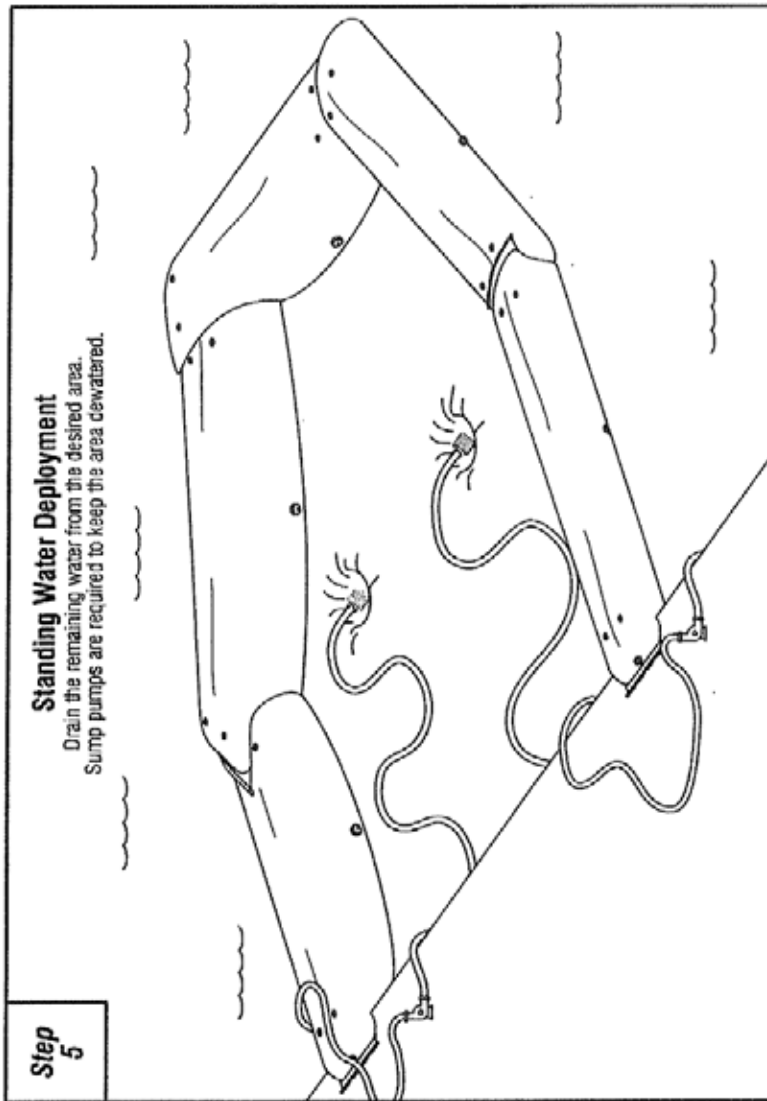 Step
5
Standing Water Deployment
Drain the remaining water from the desired area.
Sump pumps are required to keep the area dewatered.